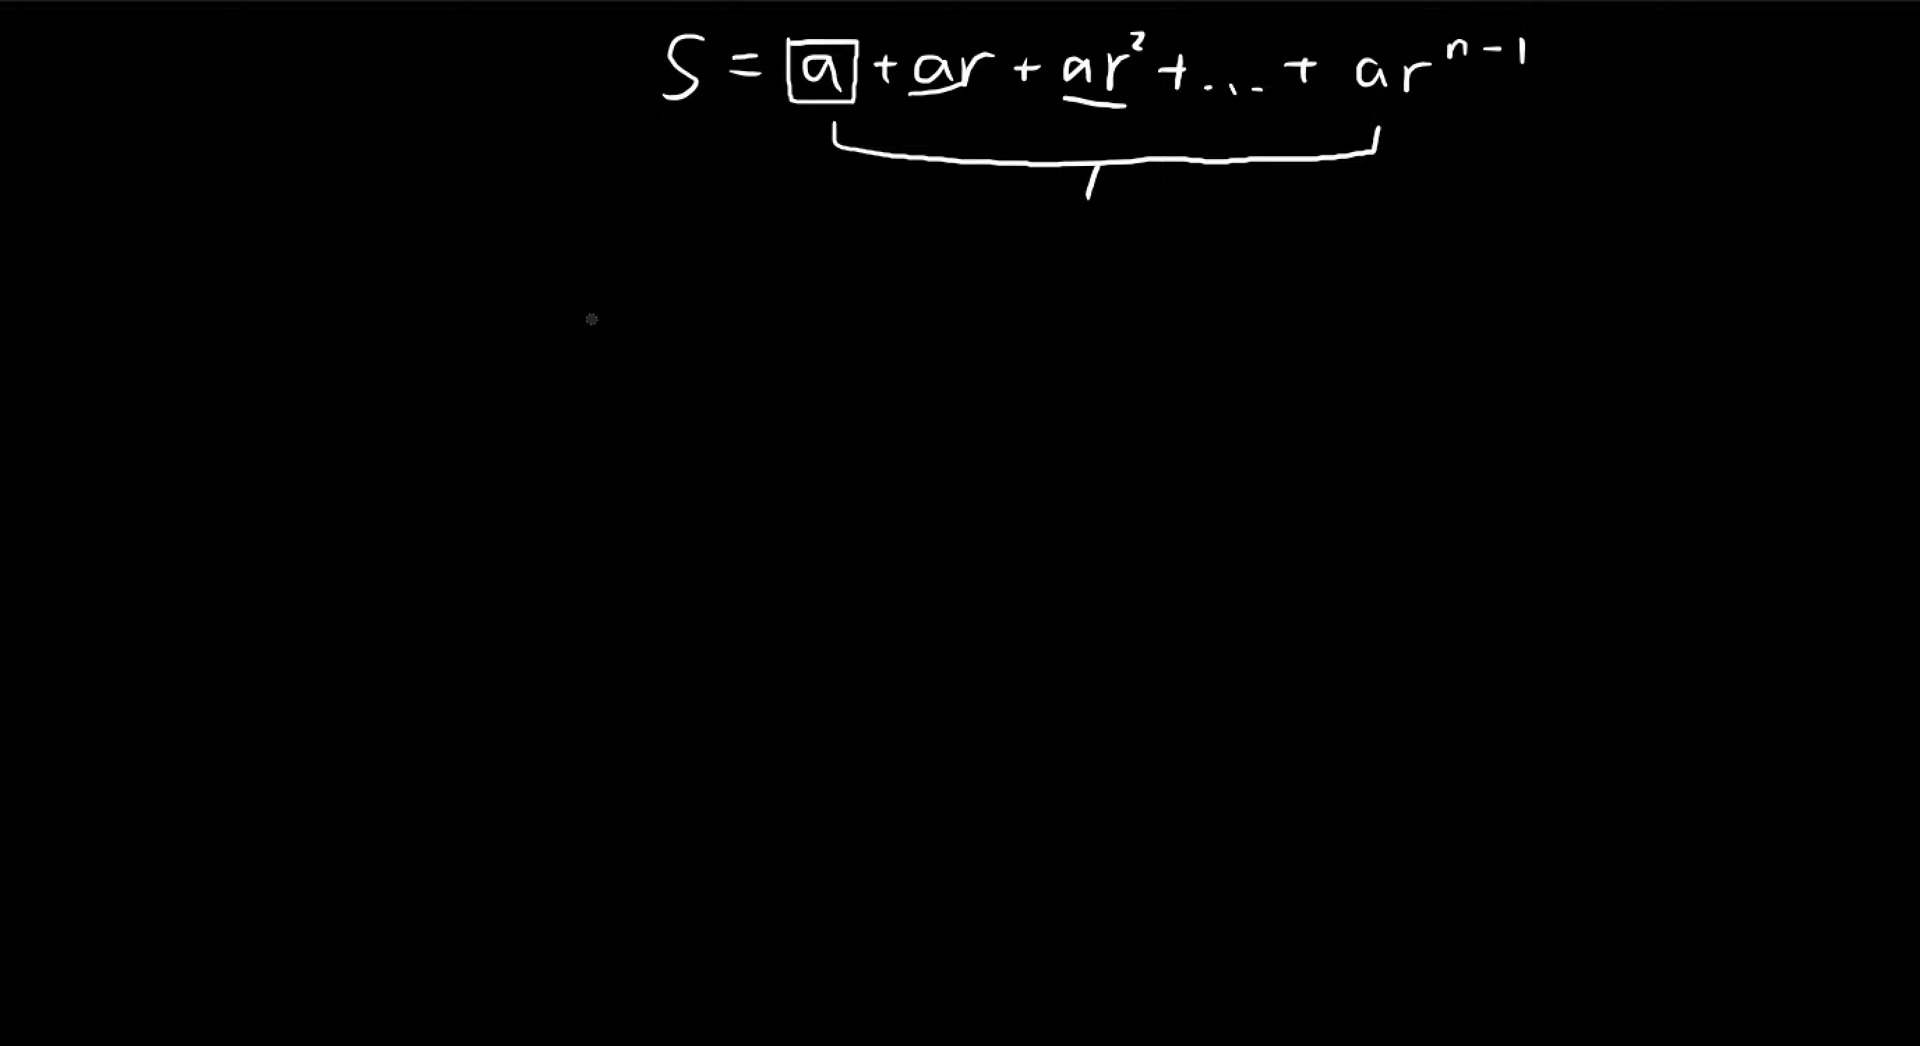 S = a + ar + ar² + ... + ar^{n-1}